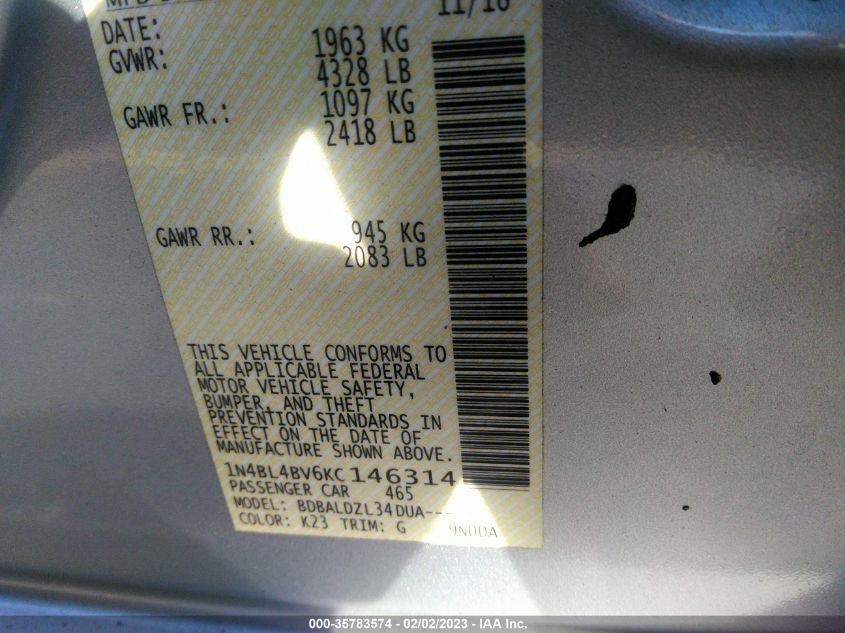 DATE: 11/18
GVWR: 1963 KG
4328 LB
GAWR FR.: 1097 KG
2418 LB
GAWR RR.: 945 KG
2083 LB
THIS VEHICLE CONFORMS TO
ALL APPLICABLE FEDERAL
MOTOR VEHICLE SAFETY,
BUMPER, AND THEFT
PREVENTION STANDARDS IN
EFFECT ON THE DATE OF
MANUFACTURE SHOWN ABOVE.
1N4BL4BV6KC146314
PASSENGER CAR 465
MODEL: BDBALDZL34DUA---
COLOR: K23 TRIM: G 9N00A
000-35783574 - 02/02/2023 - IAA Inc.